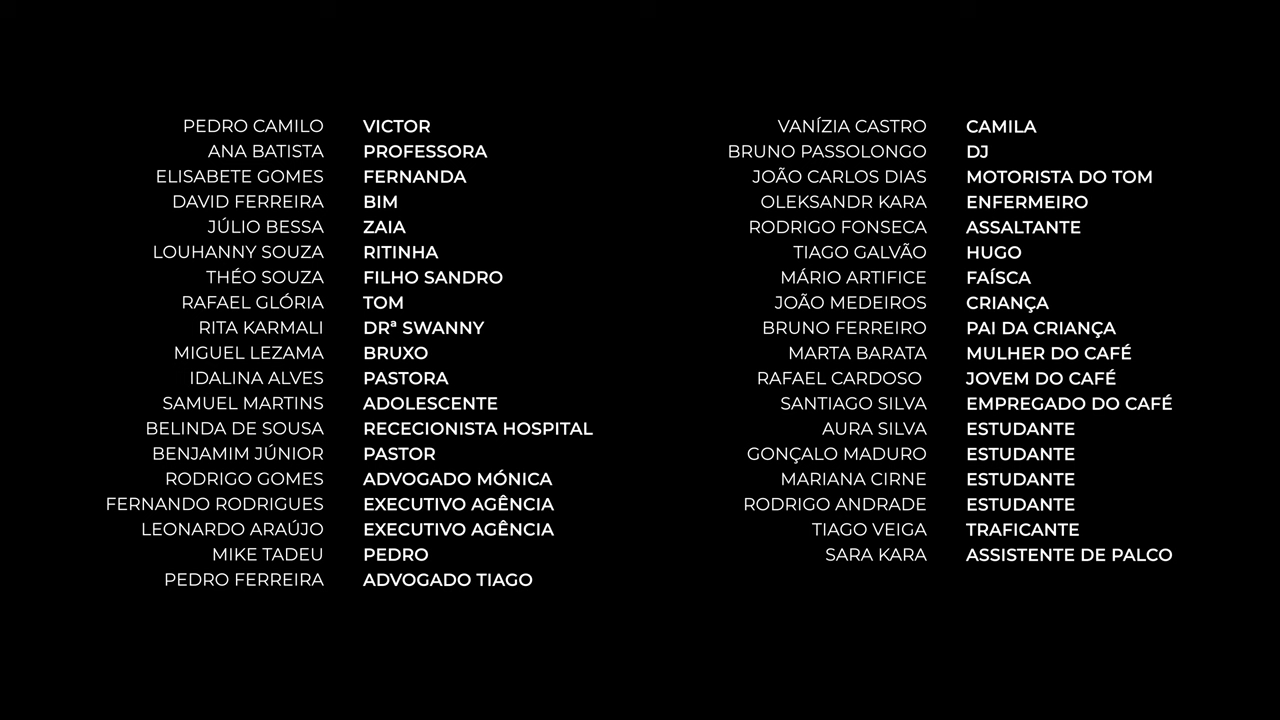 PEDRO CAMILO VICTOR
ANA BATISTA PROFESSORA
ELISABETE GOMES FERNANDA
DAVID FERREIRA BIM
JÚLIO BESSA ZAIA
LOUHANNY SOUZA RITINHA
THÉO SOUZA FILHO SANDRO
RAFAEL GLÓRIA TOM
RITA KARMALI DRª SWANNY
MIGUEL LEZAMA BRUXO
IDALINA ALVES PASTORA
SAMUEL MARTINS ADOLESCENTE
BELINDA DE SOUSA RECECIONISTA HOSPITAL
BENJAMIM JÚNIOR PASTOR
RODRIGO GOMES ADVOGADO MÓNICA
FERNANDO RODRIGUES EXECUTIVO AGÊNCIA
LEONARDO ARAÚJO EXECUTIVO AGÊNCIA
MIKE TADEU PEDRO
PEDRO FERREIRA ADVOGADO TIAGO
VANÍZIA CASTRO CAMILA
BRUNO PASSOLONGO DJ
JOÃO CARLOS DIAS MOTORISTA DO TOM
OLEKSANDR KARA ENFERMEIRO
RODRIGO FONSECA ASSALTANTE
TIAGO GALVÃO HUGO
MÁRIO ARTIFICE FAÍSCA
JOÃO MEDEIROS CRIANÇA
BRUNO FERREIRO PAI DA CRIANÇA
MARTA BARATA MULHER DO CAFÉ
RAFAEL CARDOSO JOVEM DO CAFÉ
SANTIAGO SILVA EMPREGADO DO CAFÉ
AURA SILVA ESTUDANTE
GONÇALO MADURO ESTUDANTE
MARIANA CIRNE ESTUDANTE
RODRIGO ANDRADE ESTUDANTE
TIAGO VEIGA TRAFICANTE
SARA KARA ASSISTENTE DE PALCO